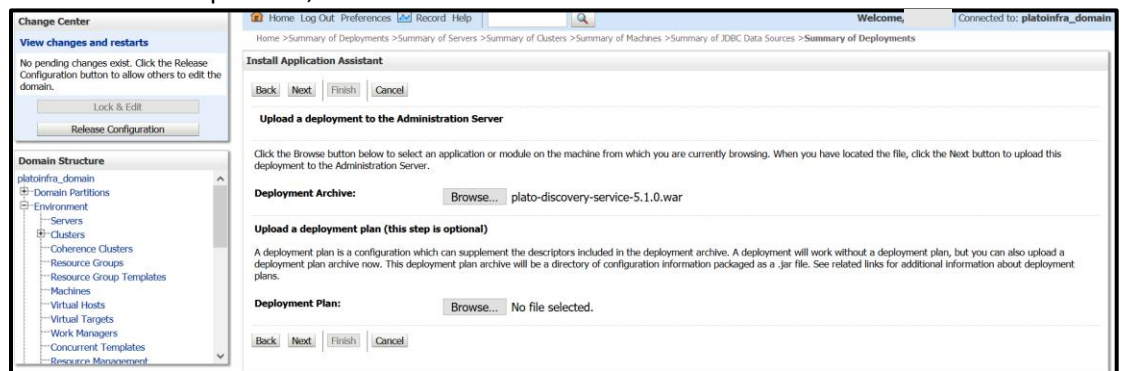 Change Center
View changes and restarts
No pending changes exist. Click the Release
Configuration button to allow others to edit the
domain.
Lock & Edit
Release Configuration
Domain Structure
platoinfra_domain
Domain Partitions
Environment
Servers
Clusters
Coherence Clusters
Resource Groups
Resource Group Templates
Machines
Virtual Hosts
Virtual Targets
Work Managers
Concurrent Templates
Resource Management
Home Log Out Preferences Record Help
Welcome,
Connected to: platoinfra_domain
Home >Summary of Deployments >Summary of Servers >Summary of Clusters >Summary of Machines >Summary of JDBC Data Sources >Summary of Deployments
Install Application Assistant
Back Next Finish Cancel
Upload a deployment to the Administration Server
Click the Browse button below to select an application or module on the machine from which you are currently browsing. When you have located the file, click the Next button to upload this
deployment to the Administration Server.
Deployment Archive: Browse... plato-discovery-service-5.1.0.war
Upload a deployment plan (this step is optional)
A deployment plan is a configuration which can supplement the descriptors included in the deployment archive. A deployment will work without a deployment plan, but you can also upload a
deployment plan archive now. This deployment plan archive will be a directory of configuration information packaged as a .jar file. See related links for additional information about deployment
plans.
Deployment Plan: Browse... No file selected.
Back Next Finish Cancel